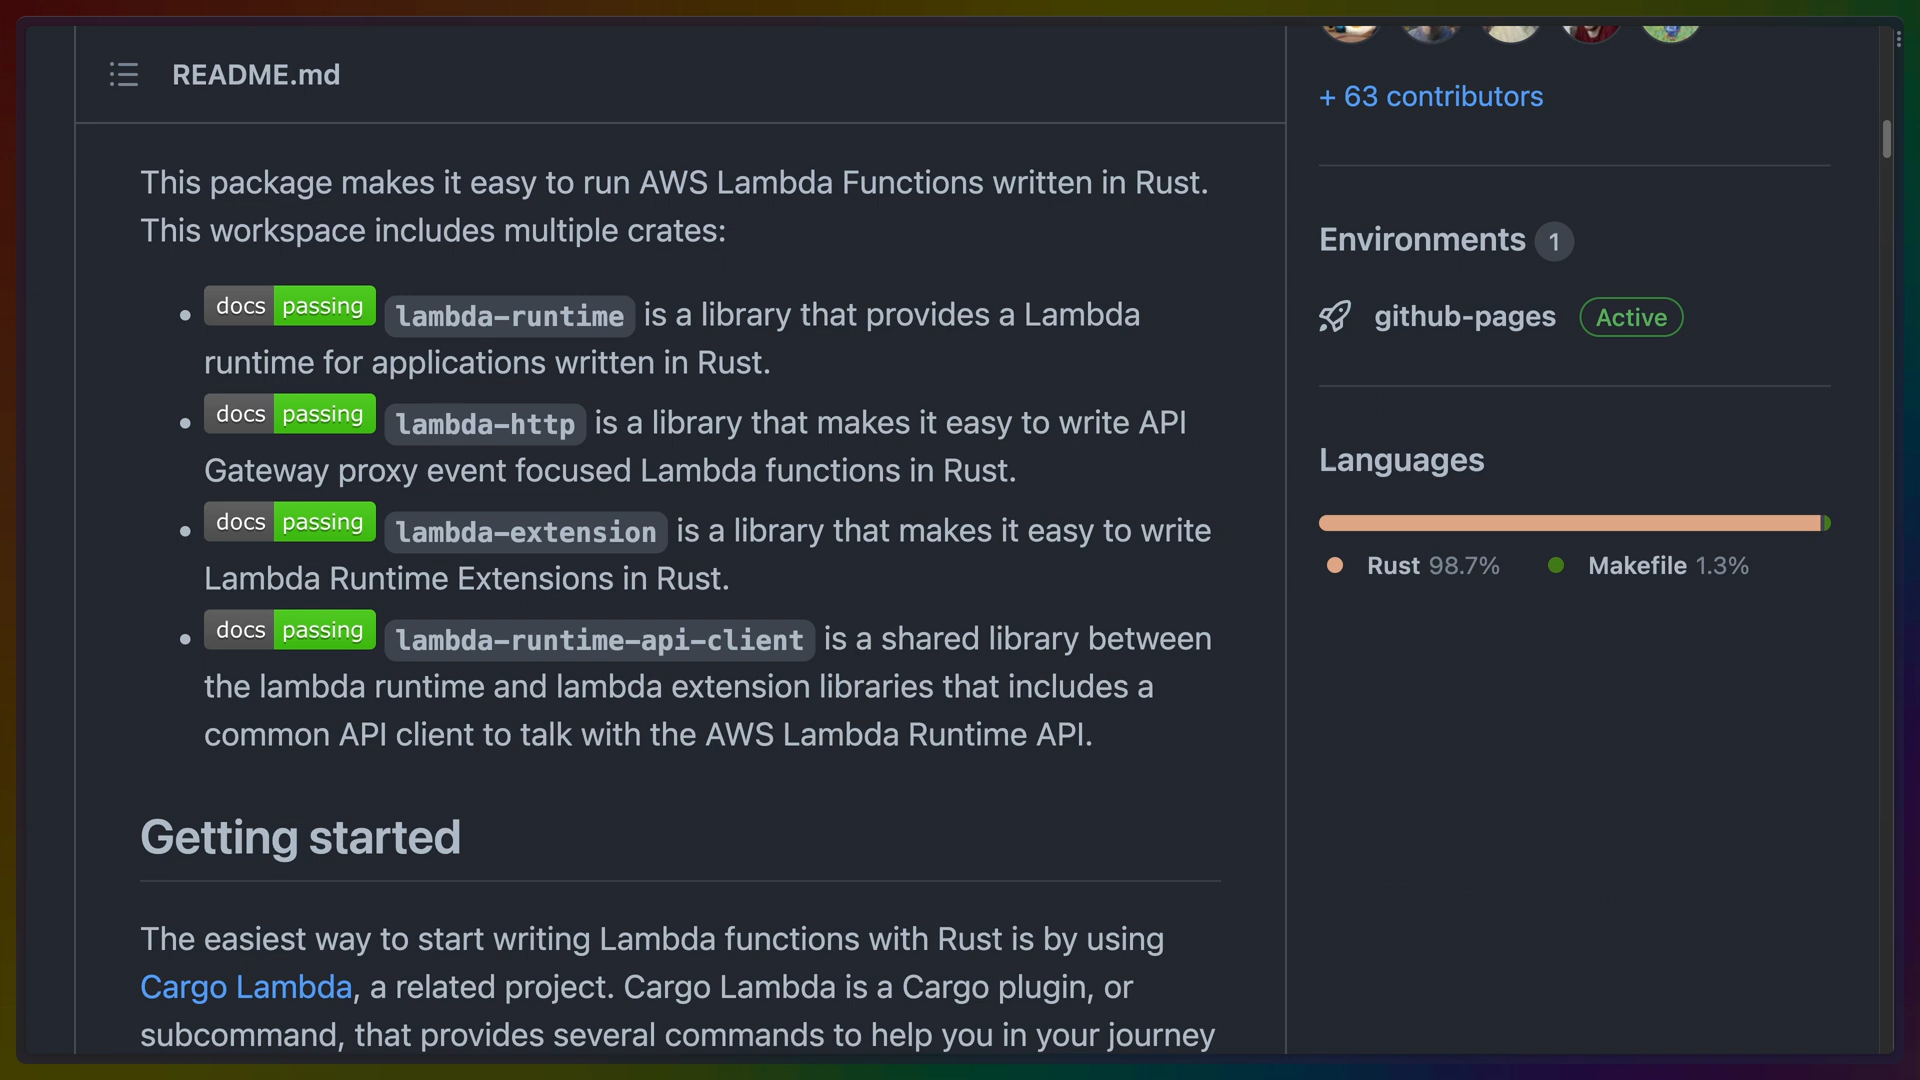 README.md
This package makes it easy to run AWS Lambda Functions written in Rust.
This workspace includes multiple crates:
docs passing lambda-runtime is a library that provides a Lambda
runtime for applications written in Rust.
docs passing lambda-http is a library that makes it easy to write API
Gateway proxy event focused Lambda functions in Rust.
docs passing lambda-extension is a library that makes it easy to write
Lambda Runtime Extensions in Rust.
docs passing lambda-runtime-api-client is a shared library between
the lambda runtime and lambda extension libraries that includes a
common API client to talk with the AWS Lambda Runtime API.
Getting started
The easiest way to start writing Lambda functions with Rust is by using
Cargo Lambda, a related project. Cargo Lambda is a Cargo plugin, or
subcommand, that provides several commands to help you in your journey
+ 63 contributors
Environments 1
github-pages Active
Languages
Rust 98.7% Makefile 1.3%